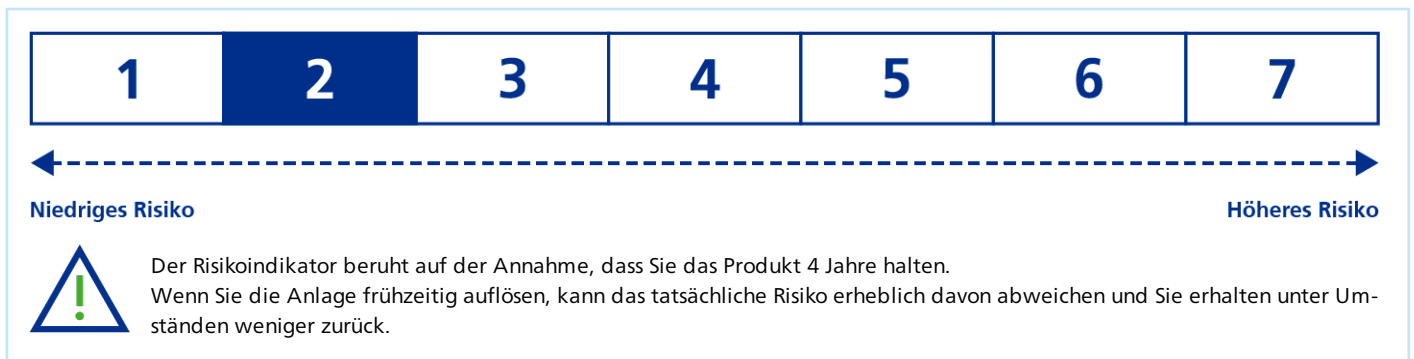 1 2 3 4 5 6 7
Niedriges Risiko Höheres Risiko
Der Risikoindikator beruht auf der Annahme, dass Sie das Produkt 4 Jahre halten.
Wenn Sie die Anlage frühzeitig auflösen, kann das tatsächliche Risiko erheblich davon abweichen und Sie erhalten unter Um-
ständen weniger zurück.